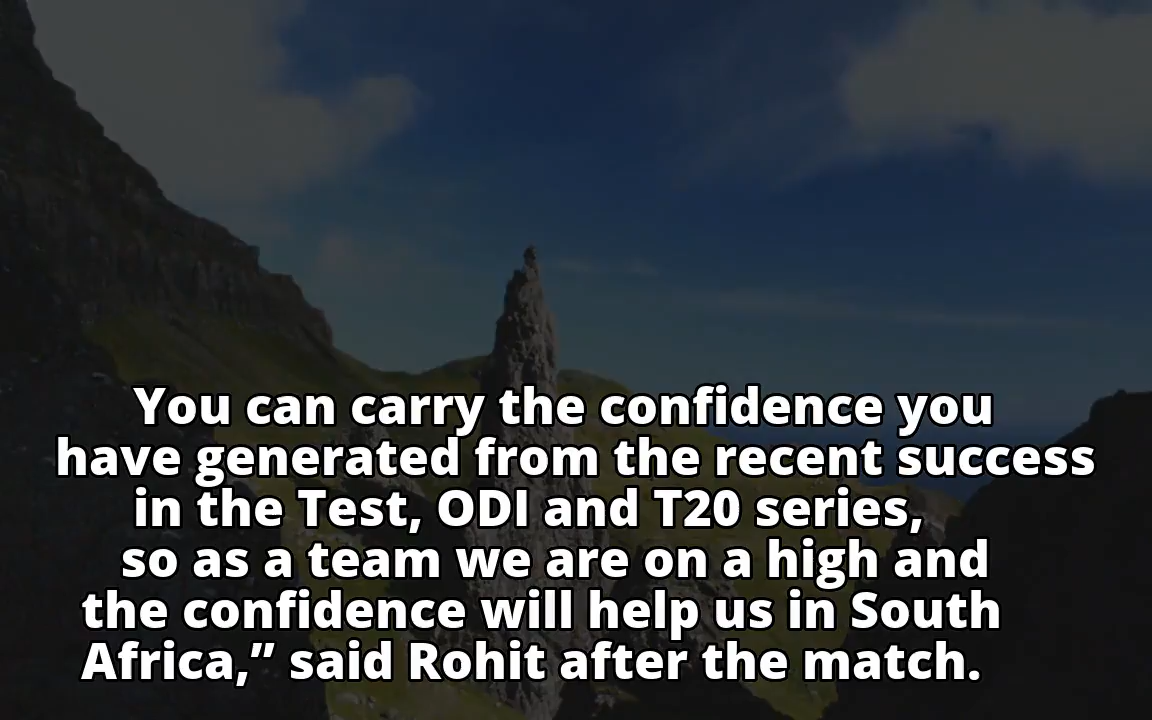 You can carry the confidence you
have generated from the recent success
in the Test, ODI and T20 series,
so as a team we are on a high and
the confidence will help us in South
Africa,” said Rohit after the match.